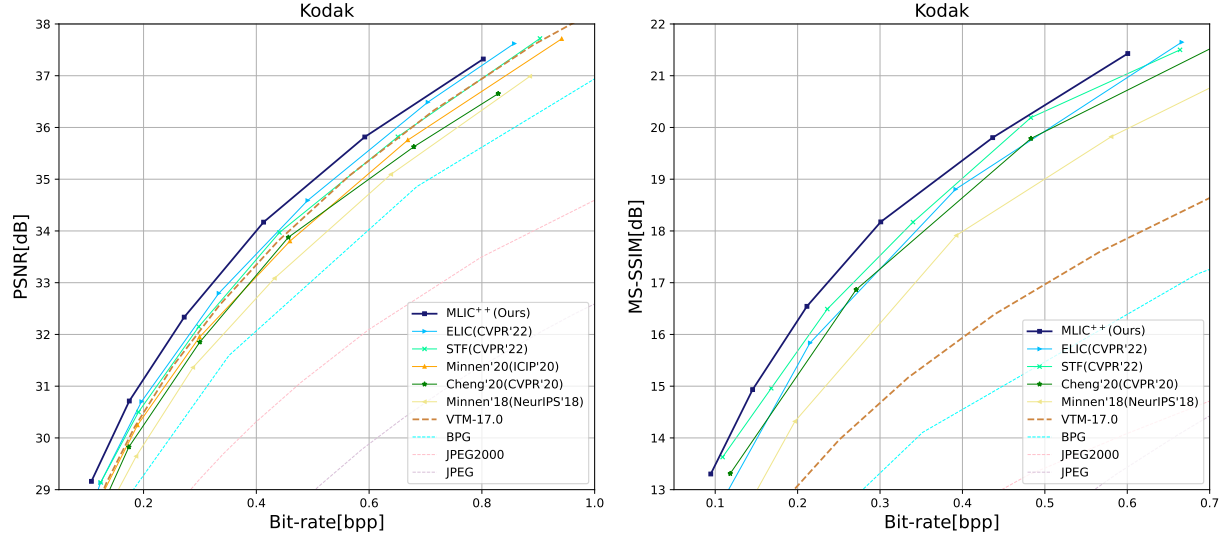 Kodak
38
37
36
35
34
33
32
31
30
29
PSNR[dB]
0.2
0.4
0.6
0.8
1.0
Bit-rate[bpp]
MLIC++(Ours)
ELIC(CVPR'22)
STF(CVPR'22)
Minnen'20(ICIP'20)
Cheng'20(CVPR'20)
Minnen'18(NeurIPS'18)
VTM-17.0
BPG
JPEG2000
JPEG
Kodak
22
21
20
19
18
17
16
15
14
13
MS-SSIM[dB]
0.1
0.2
0.3
0.4
0.5
0.6
0.7
Bit-rate[bpp]
MLIC++(Ours)
ELIC(CVPR'22)
STF(CVPR'22)
Cheng'20(CVPR'20)
Minnen'18(NeurIPS'18)
VTM-17.0
BPG
JPEG2000
JPEG